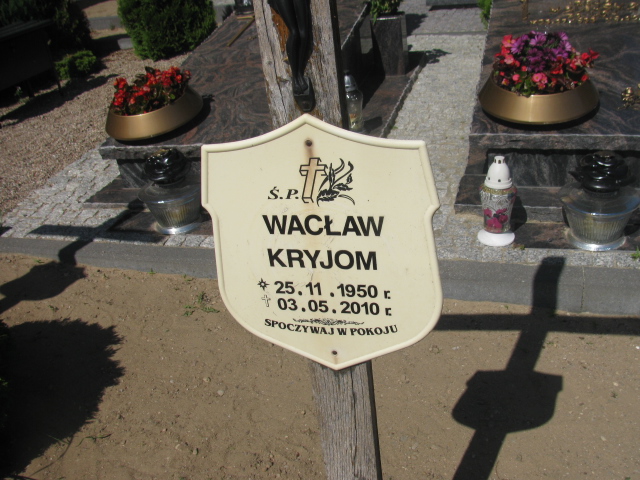 Ś.P.
WACŁAW
KRYJOM
25.11.1950 r.
03.05.2010 r.
SPOCZYWAJ W POKOJU